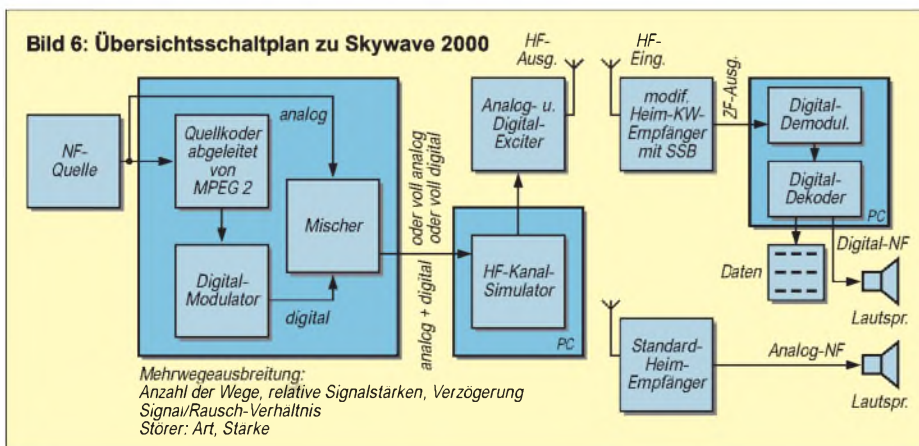 Bild 6: Übersichtsschaltplan zu Skywave 2000
NF-
Quelle
Quellkoder
abgeleitet
von
MPEG 2
Digital-
Modulator
analog
digital
Mischer
analog + digital
oder voll analog
oder voll digital
HF-Kanal-
Simulator
PC
Analog- u.
Digital-
Exciter
HF-
Ausg.
HF-
Eing.
modif.
Heim-KW-
Empfänger
mit SSB
ZF-Ausg.
Digital-
Demodul.
Digital-
Dekoder
PC
Daten
Digital-NF
Lautspr.
Standard-
Heim-
Empfänger
Analog-NF
Lautspr.
Mehrwegeausbreitung:
Anzahl der Wege, relative Signalstärken, Verzögerung
Signal/Rausch-Verhältnis
Störer: Art, Stärke